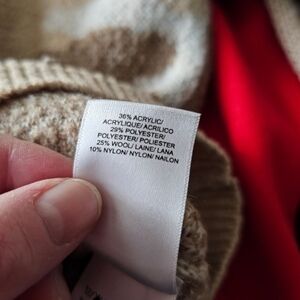 36% ACRYLIC/
ACRYLIQUE/ ACRILICO
29% POLYESTER/
POLYESTER/ POLIESTER
25% WOOL/ LAINE/ LANA
10% NYLON/ NYLON/ NAILON